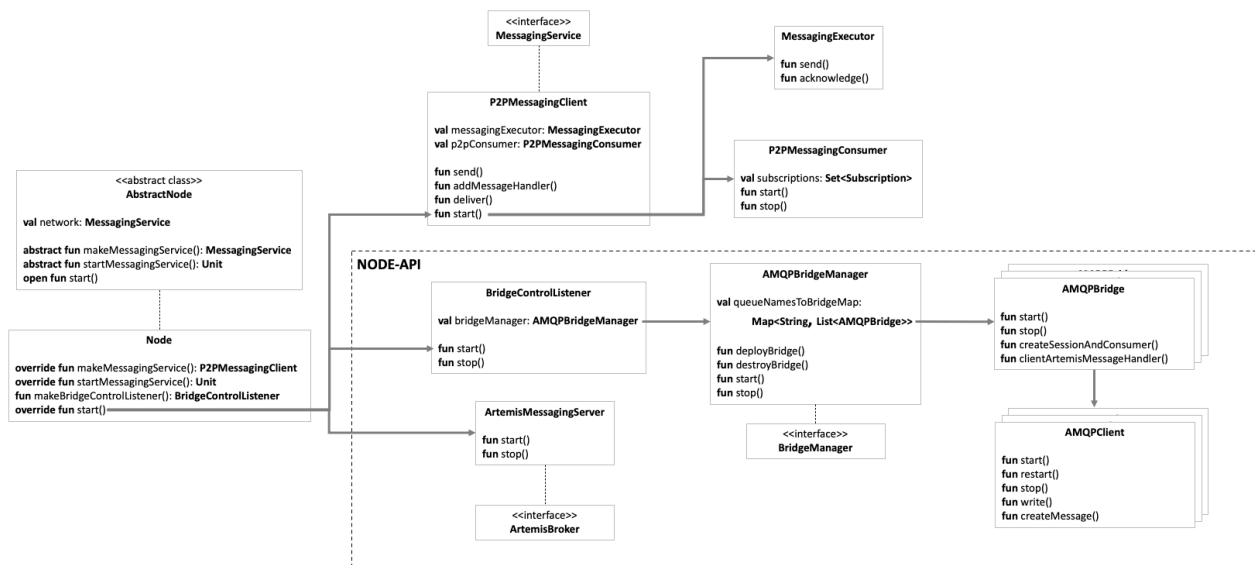 <<interface>>
MessagingService
MessagingExecutor
fun send()
fun acknowledge()
P2PMessagingClient
val messagingExecutor: MessagingExecutor
val p2pConsumer: P2PMessagingConsumer
fun send()
fun addMessageHandler()
fun deliver()
fun start()
P2PMessagingConsumer
val subscriptions: Set<Subscription>
fun start()
fun stop()
<<abstract class>>
AbstractNode
val network: MessagingService
abstract fun makeMessagingService(): MessagingService
abstract fun startMessagingService(): Unit
open fun start()
Node
override fun makeMessagingService(): P2PMessagingClient
override fun startMessagingService(): Unit
fun makeBridgeControlListener(): BridgeControlListener
override fun start()
NODE-API
BridgeControlListener
val bridgeManager: AMQPBridgeManager
fun start()
fun stop()
AMQPBridgeManager
val queueNamesToBridgeMap:
Map<String, List<AMQPBridge>>
fun deployBridge()
fun destroyBridge()
fun start()
fun stop()
AMQPBridge
fun start()
fun stop()
fun createSessionAndConsumer()
fun clientArtemisMessageHandler()
ArtemisMessagingServer
fun start()
fun stop()
<<interface>>
BridgeManager
<<interface>>
ArtemisBroker
AMQPClient
fun start()
fun restart()
fun stop()
fun write()
fun createMessage()